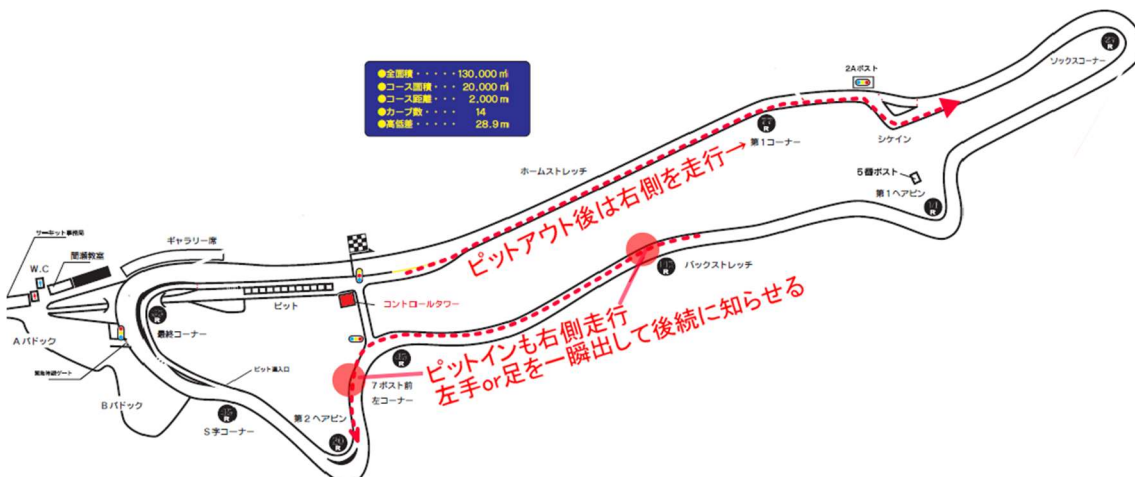 ●全面積・・・・・130,000㎡
●コース面積・・・20,000㎡
●コース距離・・・2,000m
●カーブ数・・・・14
●高低差・・・・・28.9m
2Aポスト
ソックスコーナー
シケイン
第1コーナー
ホームストレッチ
5番ポスト
第1ヘアピン
ピットアウト後は右側を走行→
サーキット事務局
W.C
間瀬教室
ギャラリー席
バックストレッチ
ピット
コントロールタワー
最終コーナー
Aパドック
ピットインも右側走行
左手or足を一瞬出して後続に知らせる
ピット進入口
7ポスト前
左コーナー
Bパドック
第2ヘアピン
S字コーナー